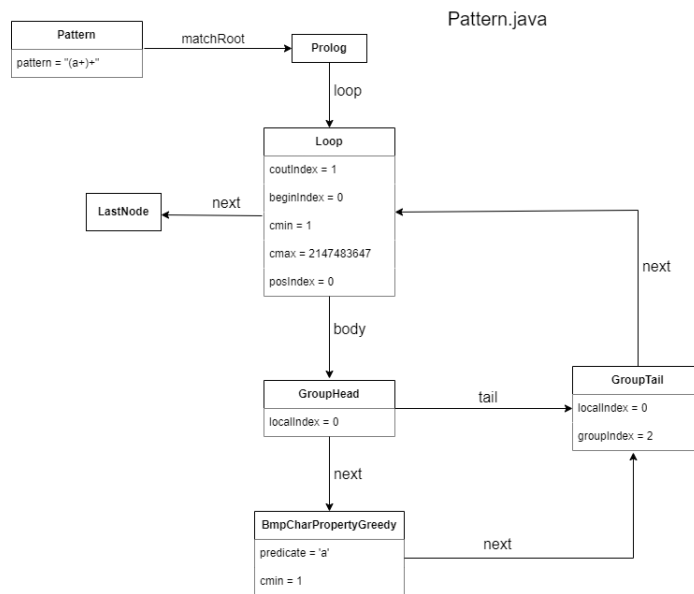 Pattern.java
Pattern
pattern = "(a+)+"
matchRoot
Prolog
loop
Loop
coutIndex = 1
beginIndex = 0
cmin = 1
cmax = 2147483647
posIndex = 0
next
LastNode
next
body
GroupHead
localIndex = 0
tail
GroupTail
localIndex = 0
groupIndex = 2
next
BmpCharPropertyGreedy
predicate = 'a'
cmin = 1
next